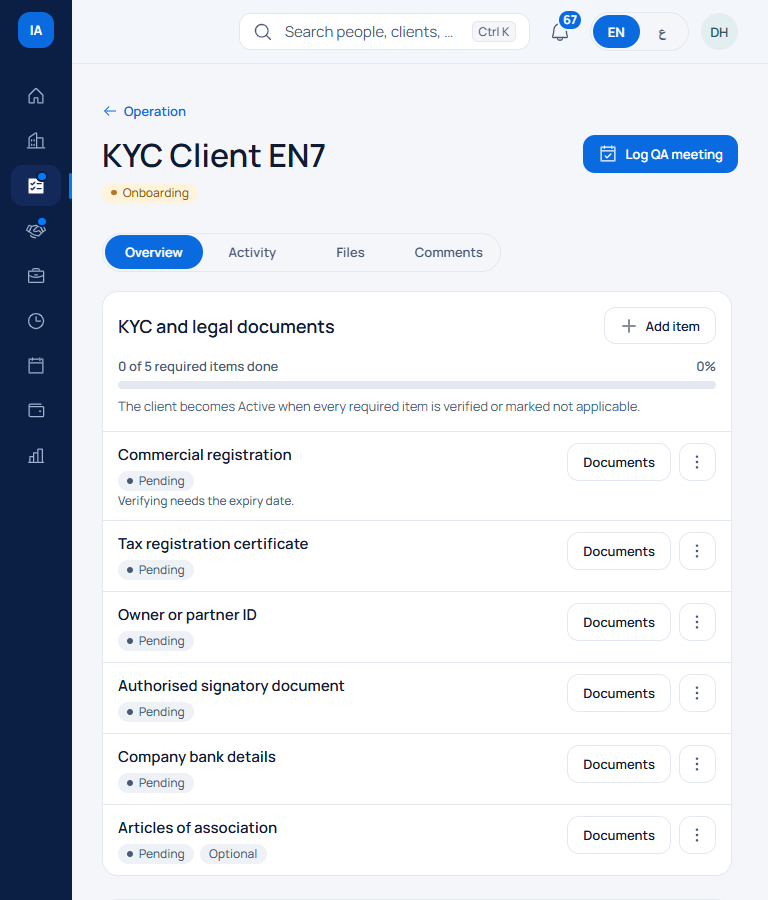 IA
Search people, clients, ...
Ctrl K
67
EN
ع
DH
Operation
KYC Client EN7
Log QA meeting
Onboarding
Overview
Activity
Files
Comments
KYC and legal documents
Add item
0 of 5 required items done
0%
The client becomes Active when every required item is verified or marked not applicable.
Commercial registration
Documents
Pending
Verifying needs the expiry date.
Tax registration certificate
Documents
Pending
Owner or partner ID
Documents
Pending
Authorised signatory document
Documents
Pending
Company bank details
Documents
Pending
Articles of association
Documents
Pending
Optional